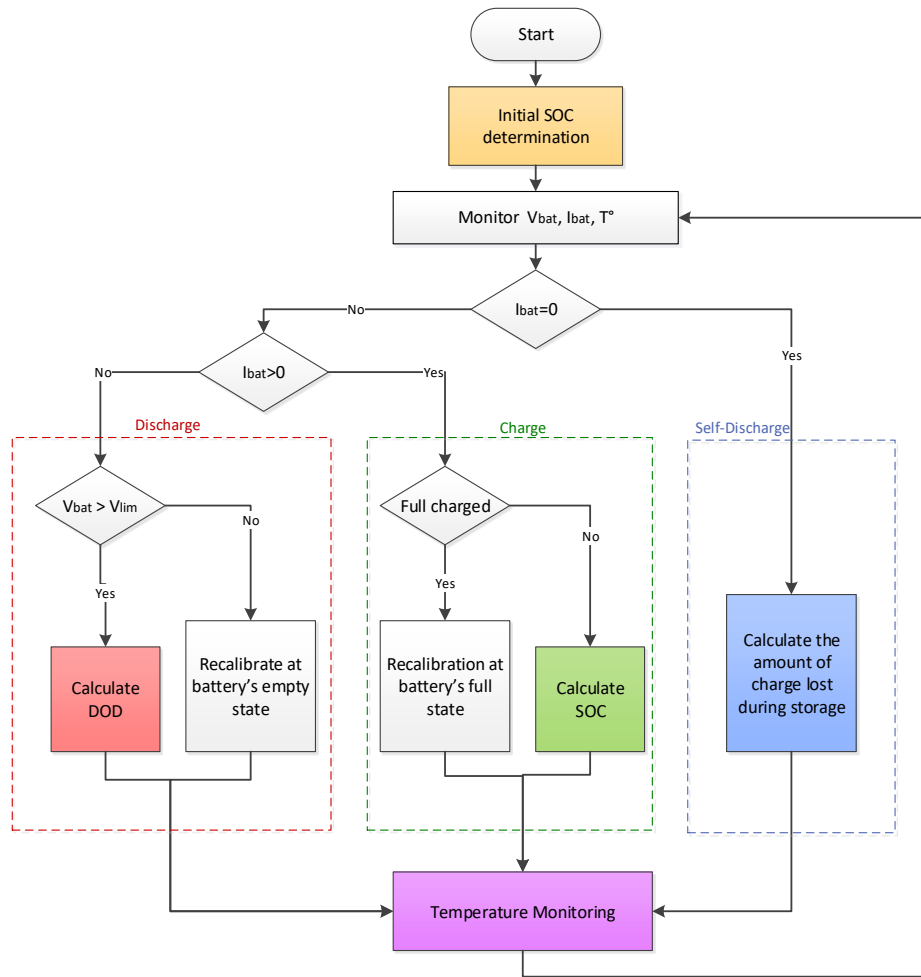 Start
Initial SOC
determination
Monitor Vbat, Ibat, T°
Ibat=0
No
Yes
Ibat>0
No
Yes
Discharge
Charge
Self-Discharge
Vbat > Vlim
No
Yes
Full charged
No
Yes
Calculate
DOD
Recalibrate at
battery’s empty
state
Recalibration at
battery’s full
state
Calculate
SOC
Calculate the
amount of
charge lost
during storage
Temperature Monitoring